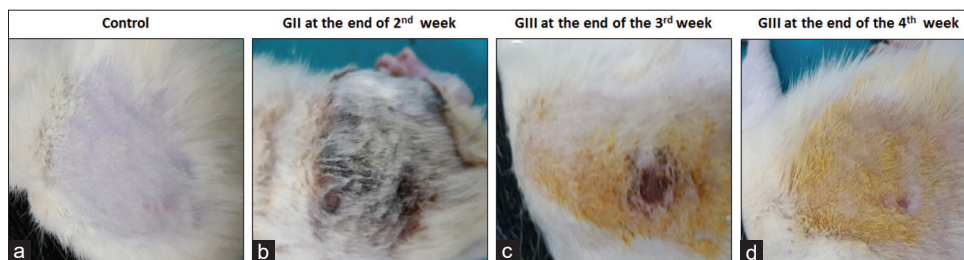 Control
GII at the end of 2nd week
GIII at the end of the 3rd week
GIII at the end of the 4th week
a
b
c
d